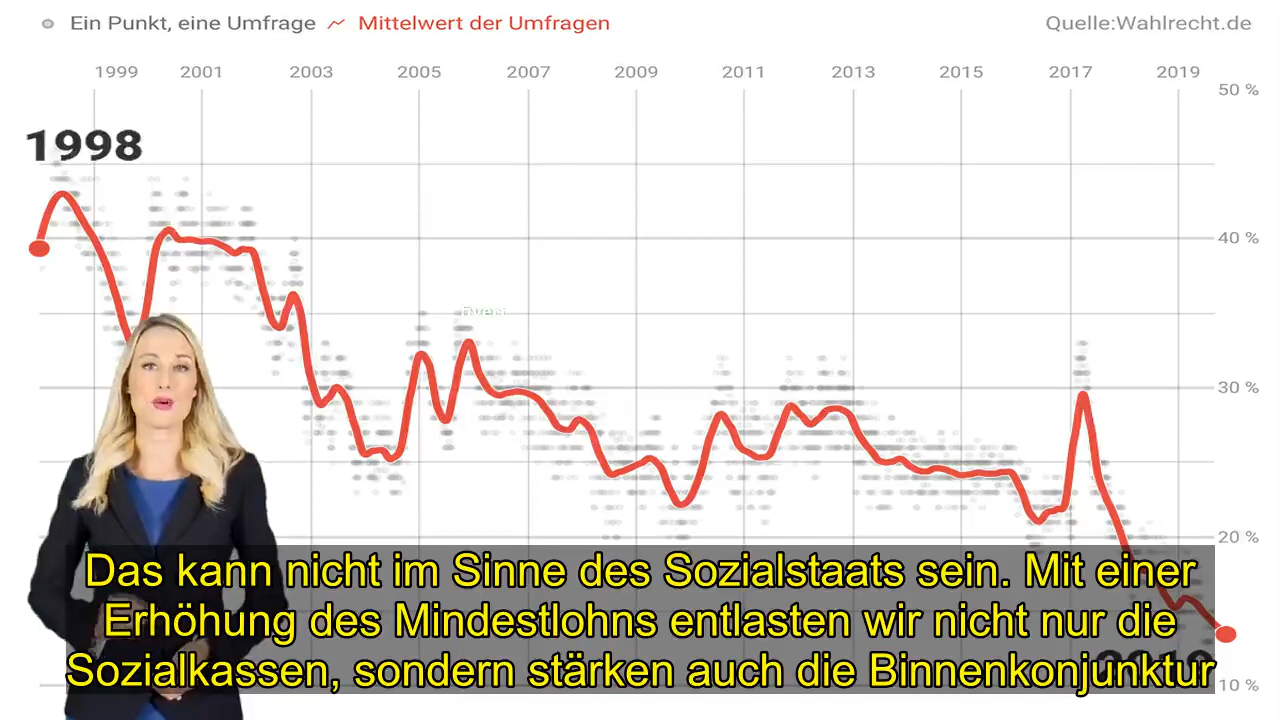 Ein Punkt, eine Umfrage Mittelwert der Umfragen Quelle:Wahlrecht.de
1999 2001 2003 2005 2007 2009 2011 2013 2015 2017 2019
50 %
1998
40 %
30 %
20 %
Das kann nicht im Sinne des Sozialstaats sein. Mit einer
Erhöhung des Mindestlohns entlasten wir nicht nur die
Sozialkassen, sondern stärken auch die Binnenkonjunktur
2019
10 %